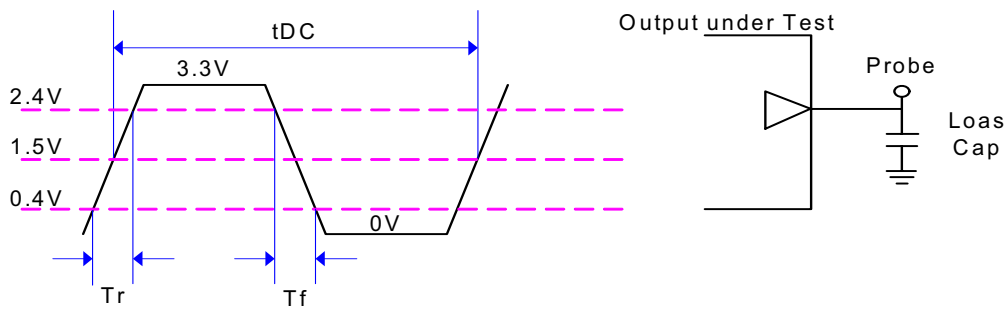 tDC
3.3V
2.4V
1.5V
0.4V
0V
Tr
Tf
Output under Test
Probe
Loas
Cap